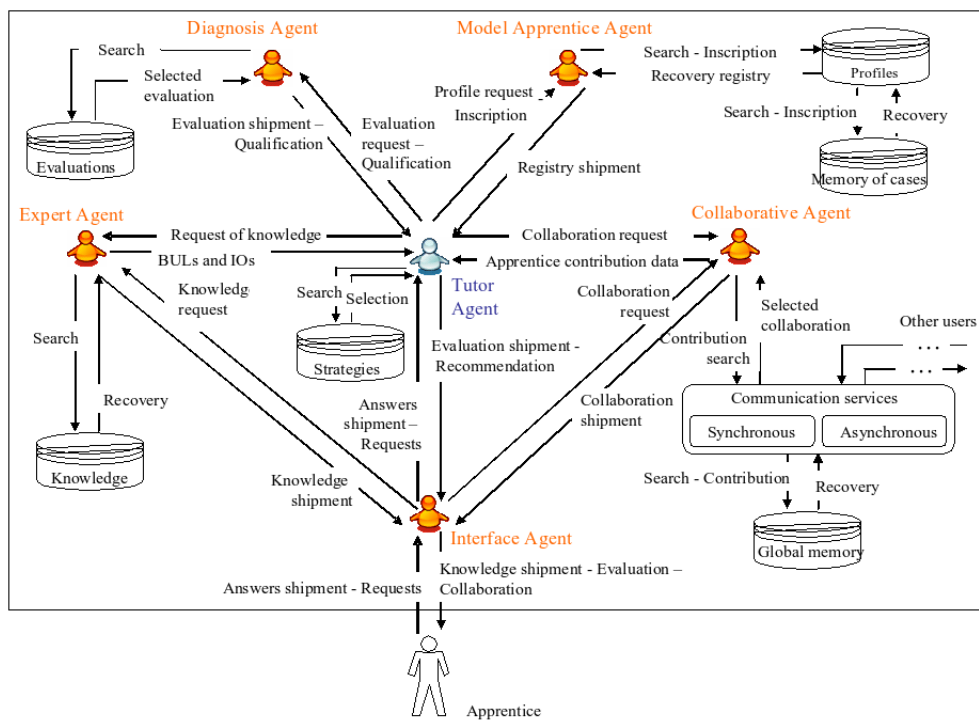 Diagnosis Agent
Model Apprentice Agent
Search
Selected
evaluation
Search - Inscription
Recovery registry
Profiles
Profile request -
Inscription
Search - Inscription
Recovery
Evaluation shipment –
Qualification
Evaluation
request –
Qualification
Evaluations
Registry shipment
Memory of cases
Expert Agent
Collaborative Agent
Request of knowledge
Collaboration request
BULs and IOs
Apprentice contribution data
Knowledge
request
Search
Selection
Tutor
Agent
Collaboration
request
Selected
collaboration
Other users
...
...
Search
Strategies
Evaluation shipment -
Recommendation
Contribution
search
Recovery
Answers
shipment –
Requests
Collaboration
shipment
Communication services
Synchronous
Asynchronous
Knowledge
Knowledge
shipment
Search - Contribution
Recovery
Interface Agent
Global memory
Answers shipment - Requests
Knowledge shipment - Evaluation –
Collaboration
Apprentice